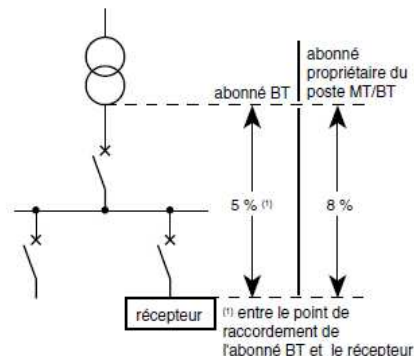 abonné BT
abonné
propriétaire du
poste MT/BT
5 % (1)
8 %
récepteur
(1) entre le point de
raccordement de
l'abonné BT et le récepteur